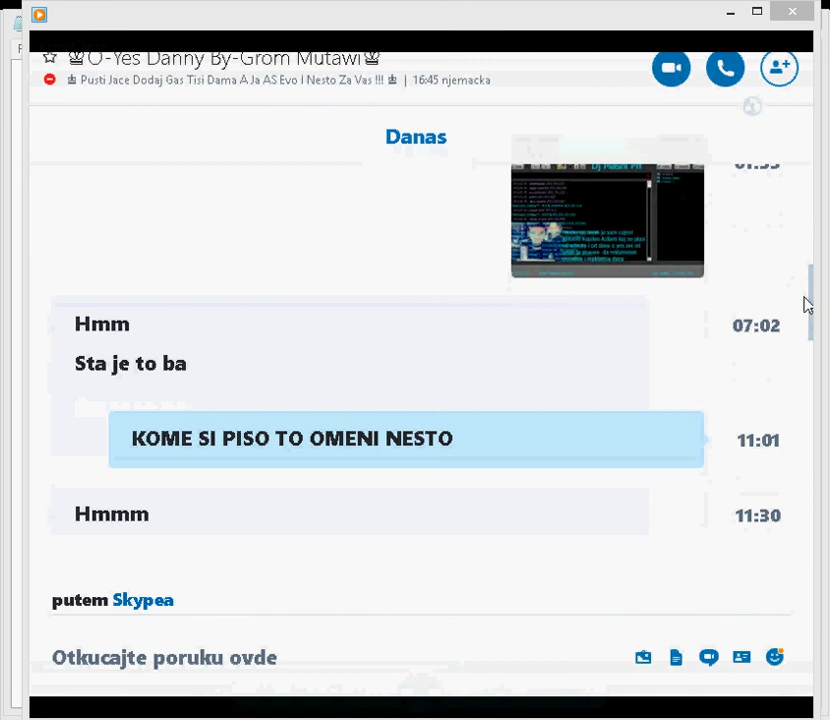 ♕O-Yes Danny By-Grom Mutawi♕
Pusti Jace Dodaj Gas Tisi Dama A Ja AS Evo I Nesto Za Vas !!! | 16:45 njemacka
Danas
Hmm
07:02
Sta je to ba
KOME SI PISO TO OMENI NESTO
11:01
Hmmm
11:30
putem Skypea
Otkucajte poruku ovde